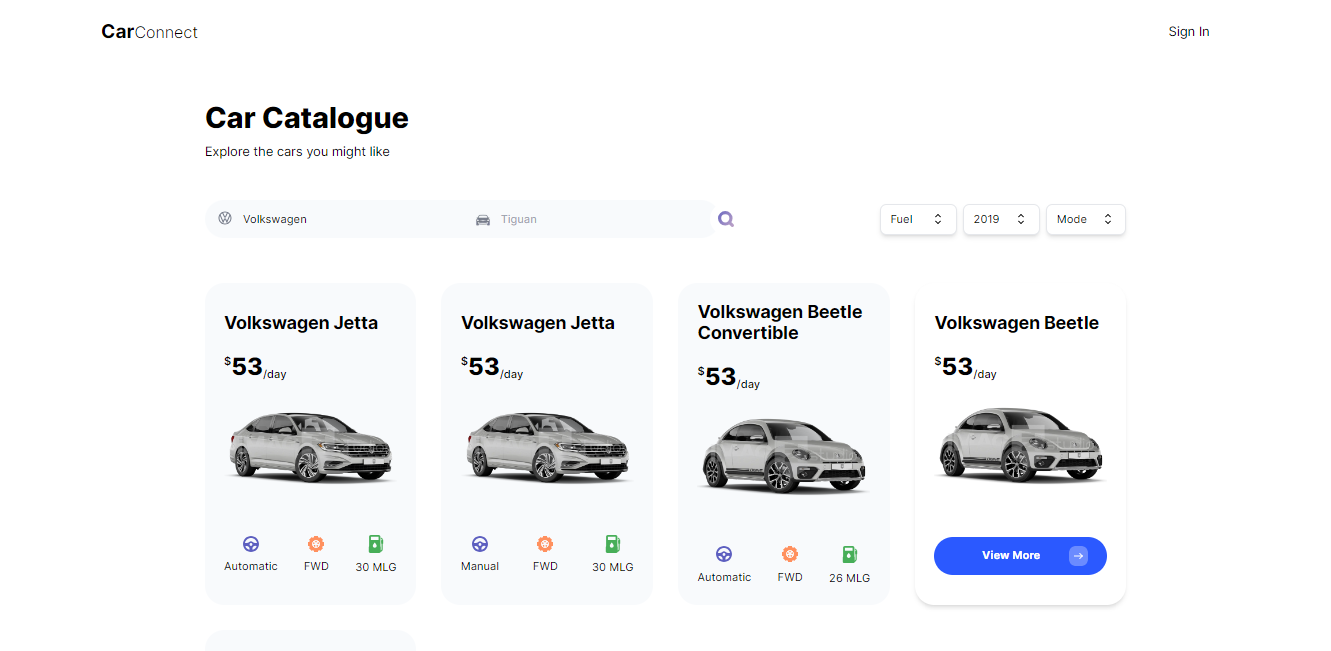 CarConnect
Sign In
Car Catalogue
Explore the cars you might like
Volkswagen
Tiguan
Fuel
2019
Mode
Volkswagen Jetta
$53/day
Automatic
FWD
30 MLG
Volkswagen Jetta
$53/day
Manual
FWD
30 MLG
Volkswagen Beetle
Convertible
$53/day
Automatic
FWD
26 MLG
Volkswagen Beetle
$53/day
View More